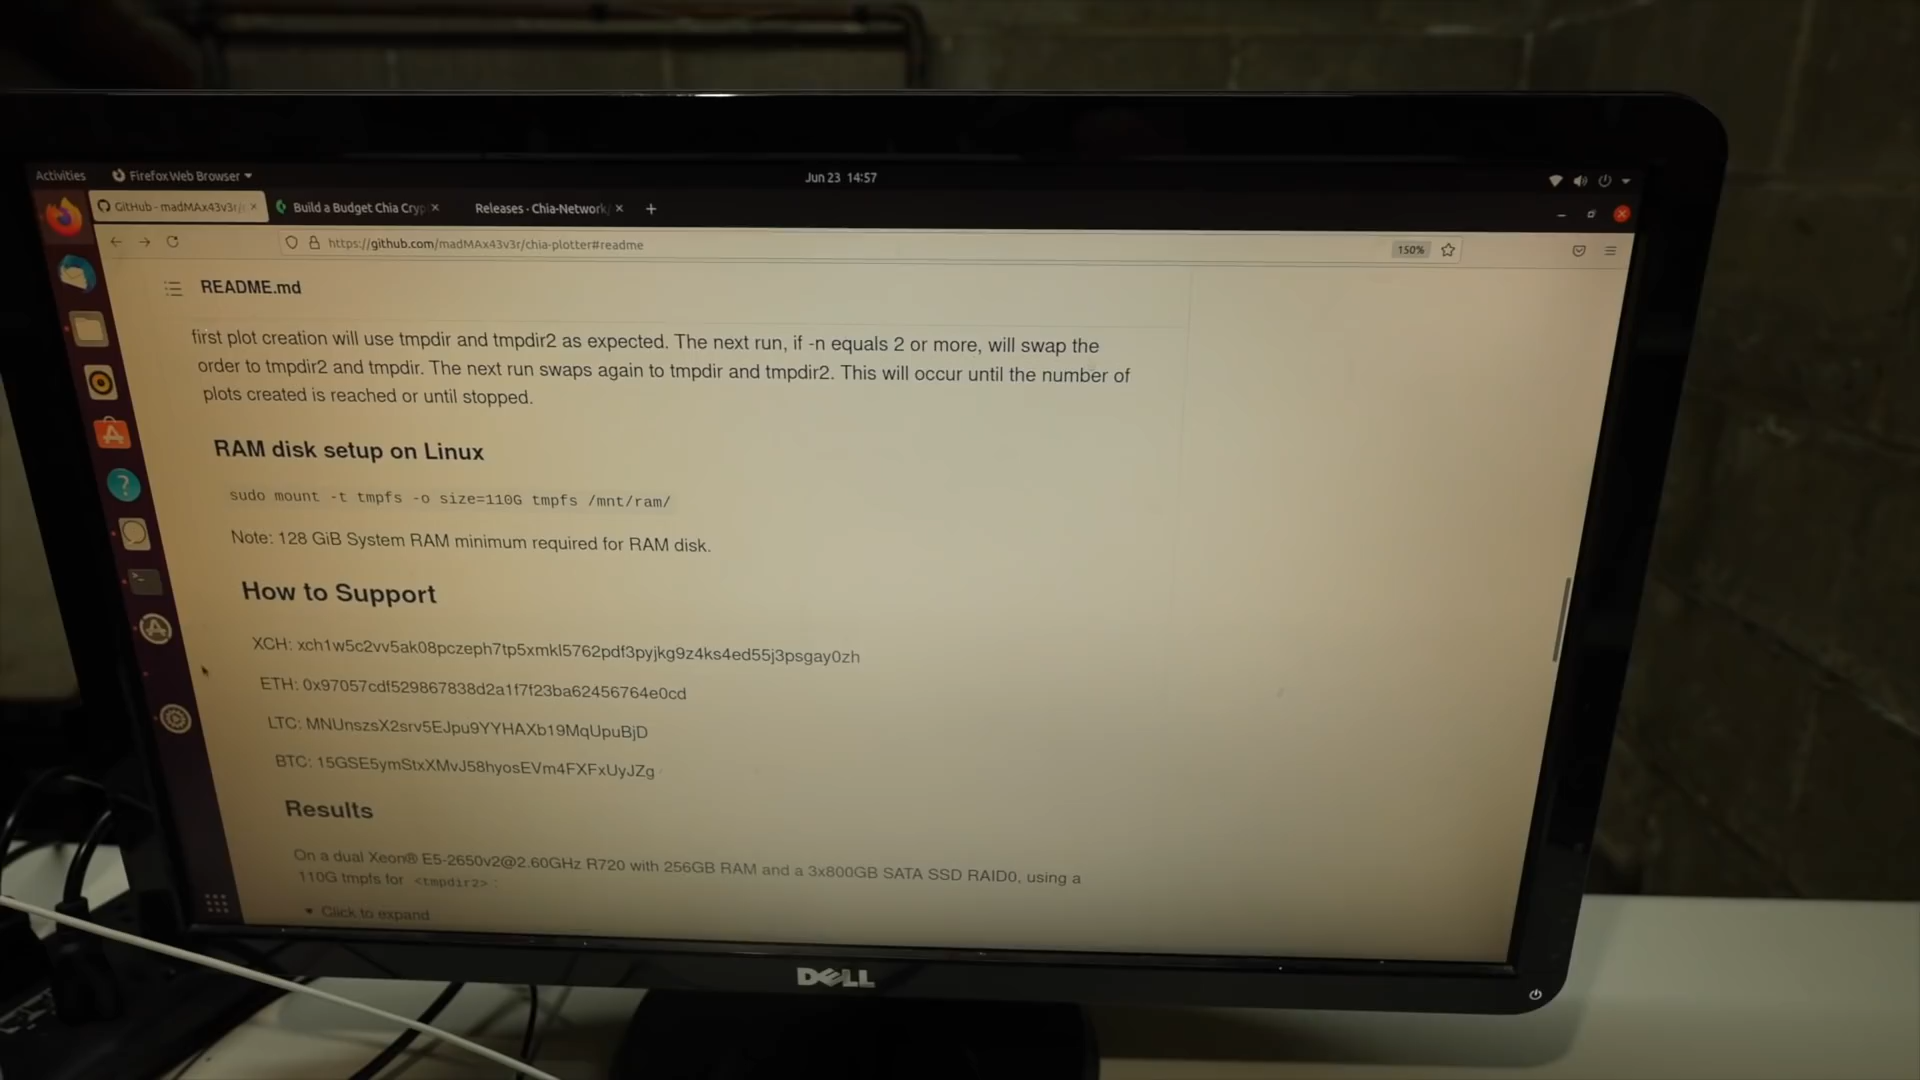 Activities
Firefox Web Browser
Jun 23 14:57
GitHub - madMAx43v3r/
Build a Budget Chia Cryp
Releases · Chia-Network/
https://github.com/madMAx43v3r/chia-plotter#readme
150%
README.md
first plot creation will use tmpdir and tmpdir2 as expected. The next run, if -n equals 2 or more, will swap the
order to tmpdir2 and tmpdir. The next run swaps again to tmpdir and tmpdir2. This will occur until the number of
plots created is reached or until stopped.
RAM disk setup on Linux
sudo mount -t tmpfs -o size=110G tmpfs /mnt/ram/
Note: 128 GiB System RAM minimum required for RAM disk.
How to Support
XCH: xch1w5c2vv5ak08pczeph7tp5xmkl5762pdf3pyjkg9z4ks4ed55j3psgay0zh
ETH: 0x97057cdf529867838d2a1f7f23ba62456764e0cd
LTC: MNUnszsX2srv5EJpu9YYHAXb19MqUpuBjD
BTC: 15GSE5ymStxXMvJ58hyosEVm4FXFxUyJZg
Results
On a dual Xeon® E5-2650v2@2.60GHz R720 with 256GB RAM and a 3x800GB SATA SSD RAID0, using a
110G tmpfs for <tmpdir2> :
Click to expand
DELL